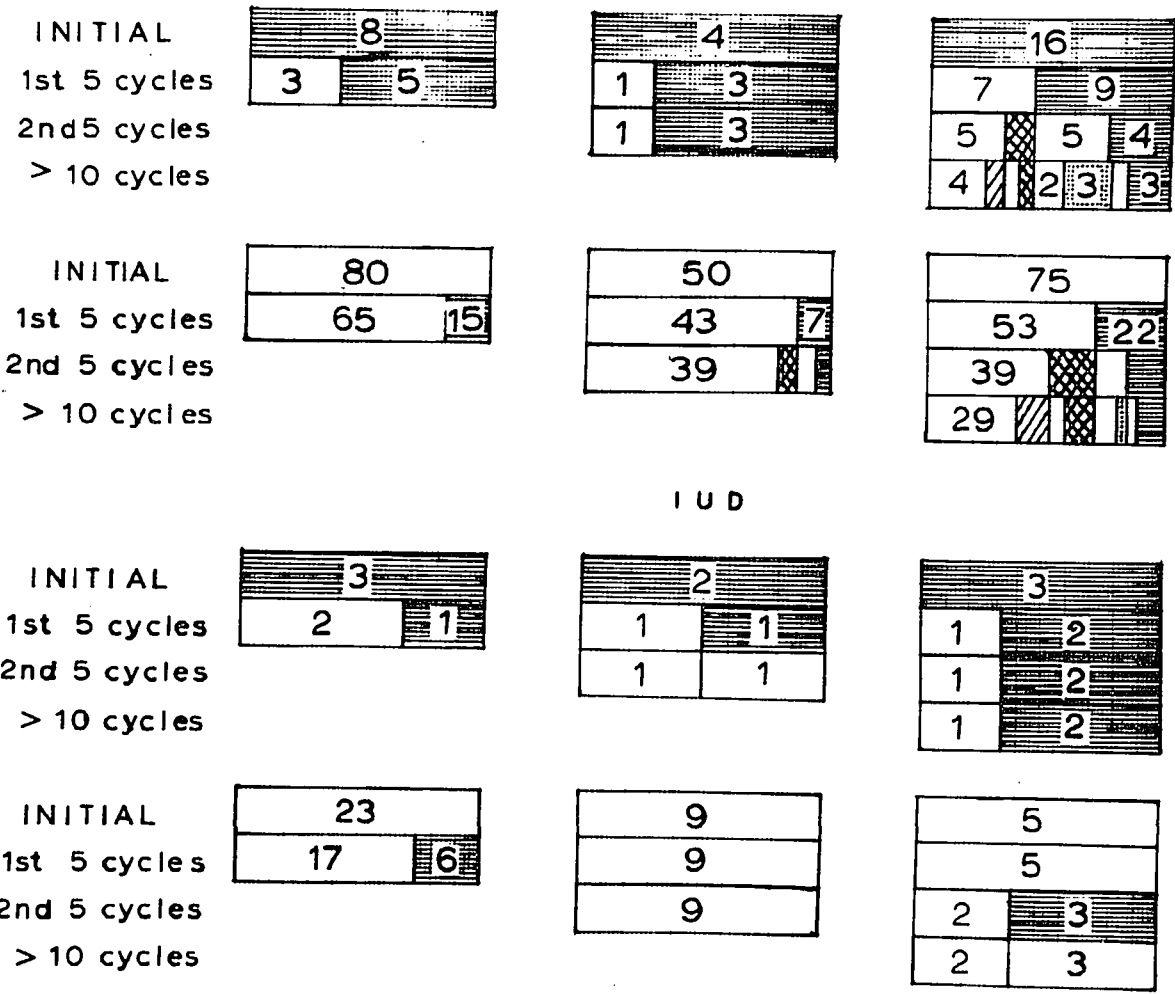 INITIAL 8 4 16
1st 5 cycles 3 5 1 3 7 9
2nd 5 cycles 1 3 5 5 4
> 10 cycles 4 2 3 3
INITIAL 80 50 75
1st 5 cycles 65 15 43 7 53 22
2nd 5 cycles 39 39
> 10 cycles 29
IUD
INITIAL 3 2 3
1st 5 cycles 2 1 1 1 1 2
2nd 5 cycles 1 1 1 2
> 10 cycles 1 2
INITIAL 23 9 5
1st 5 cycles 17 6 9 5
2nd 5 cycles 9 2 3
> 10 cycles 2 3